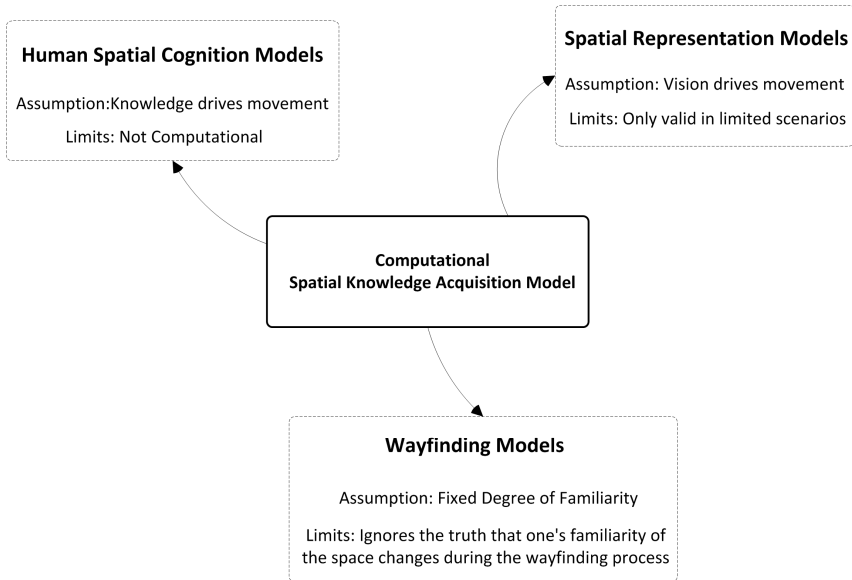 Human Spatial Cognition Models
Assumption:Knowledge drives movement
Limits: Not Computational
Spatial Representation Models
Assumption: Vision drives movement
Limits: Only valid in limited scenarios
Computational
Spatial Knowledge Acquisition Model
Wayfinding Models
Assumption: Fixed Degree of Familiarity
Limits: Ignores the truth that one's familiarity of
the space changes during the wayfinding process